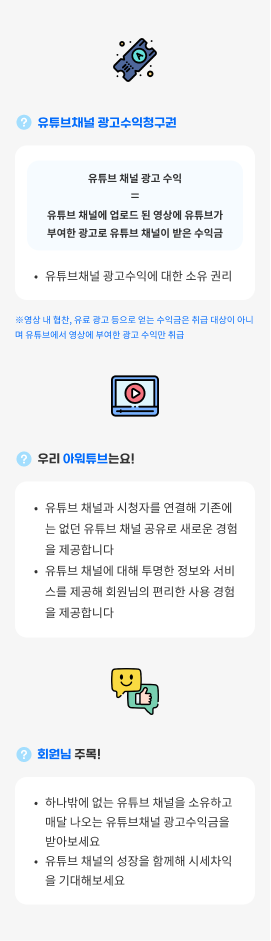 ? 유튜브채널 광고수익청구권
유튜브 채널 광고 수익
=
유튜브 채널에 업로드 된 영상에 유튜브가
부여한 광고로 유튜브 채널이 받은 수익금
• 유튜브채널 광고수익에 대한 소유 권리
※영상 내 협찬, 유료 광고 등으로 얻는 수익금은 취급 대상이 아니
며 유튜브에서 영상에 부여한 광고 수익만 취급
? 우리 아워튜브는요!
• 유튜브 채널과 시청자를 연결해 기존에
는 없던 유튜브 채널 공유로 새로운 경험
을 제공합니다
• 유튜브 채널에 대해 투명한 정보와 서비
스를 제공해 회원님의 편리한 사용 경험
을 제공합니다
? 회원님 주목!
• 하나밖에 없는 유튜브 채널을 소유하고
매달 나오는 유튜브채널 광고수익금을
받아보세요
• 유튜브 채널의 성장을 함께해 시세차익
을 기대해보세요